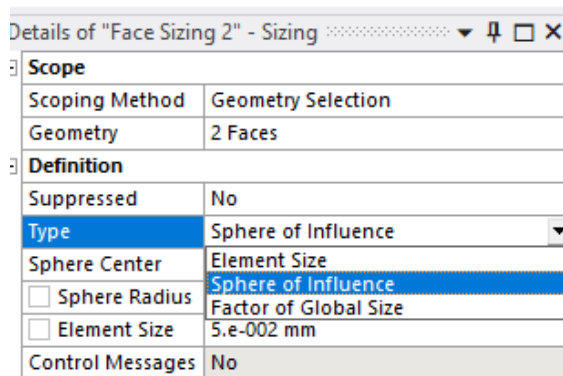 Details of "Face Sizing 2" - Sizing
Scope
Scoping Method Geometry Selection
Geometry 2 Faces
Definition
Suppressed No
Type Sphere of Influence
Sphere Center Element Size
Sphere Radius Sphere of Influence
Factor of Global Size
Element Size 5.e-002 mm
Control Messages No